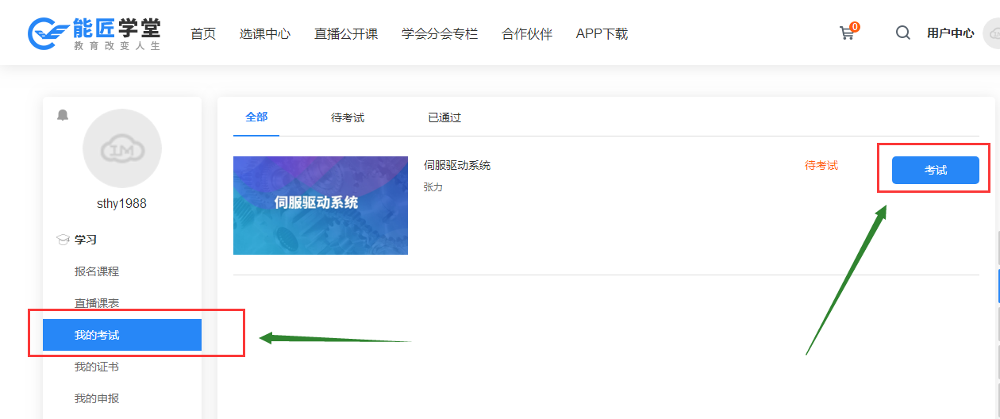 能匠学堂
教育改变人生
首页 选课中心 直播公开课 学会分会专栏 合作伙伴 APP下载
0
用户中心
全部 待考试 已通过
IM
sthy1988
学习
报名课程
直播课表
我的考试
我的证书
我的申报
伺服驱动系统
伺服驱动系统
张力
待考试
考试